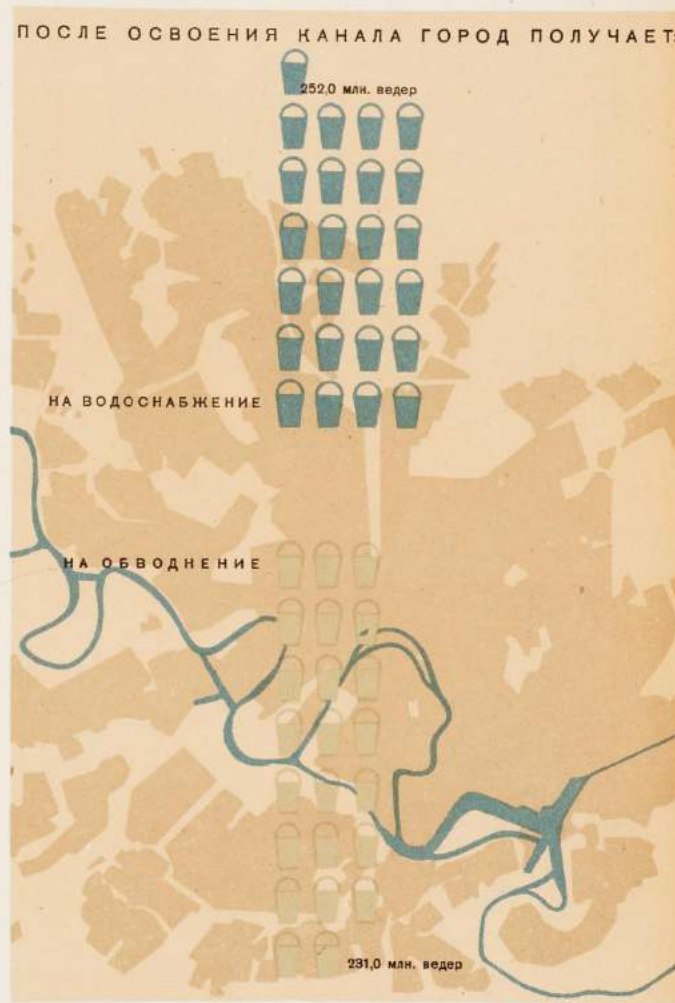 ПОСЛЕ ОСВОЕНИЯ КАНАЛА ГОРОД ПОЛУЧАЕТ:
252,0 млн. ведер
НА ВОДОСНАБЖЕНИЕ
НА ОБВОДНЕНИЕ
231,0 млн. ведер